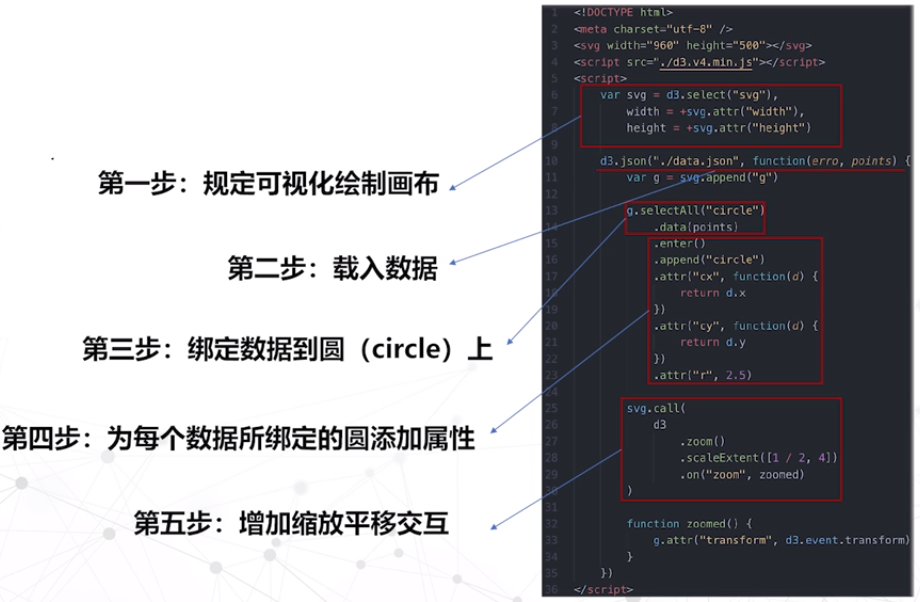 第一步：规定可视化绘制画布
第二步：载入数据
第三步：绑定数据到圆（circle）上
第四步：为每个数据所绑定的圆添加属性
第五步：增加缩放平移交互
1 <!DOCTYPE html>
2 <meta charset="utf-8" />
3 <svg width="960" height="500"></svg>
4 <script src="./d3.v4.min.js"></script>
5 <script>
6 var svg = d3.select("svg"),
7 width = +svg.attr("width"),
8 height = +svg.attr("height")
9
10 d3.json("./data.json", function(erro, points) {
11 var g = svg.append("g")
12
13 g.selectAll("circle")
14 .data(points)
15 .enter()
16 .append("circle")
17 .attr("cx", function(d) {
18 return d.x
19 })
20 .attr("cy", function(d) {
21 return d.y
22 })
23 .attr("r", 2.5)
24
25 svg.call(
26 d3
27 .zoom()
28 .scaleExtent([1 / 2, 4])
29 .on("zoom", zoomed)
30 )
31
32 function zoomed() {
33 g.attr("transform", d3.event.transform)
34 }
35 })
36 </script>